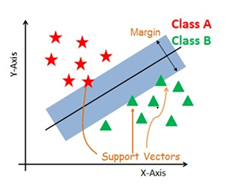 Class A
Margin
Class B
Y-Axis
Support Vectors
X-Axis